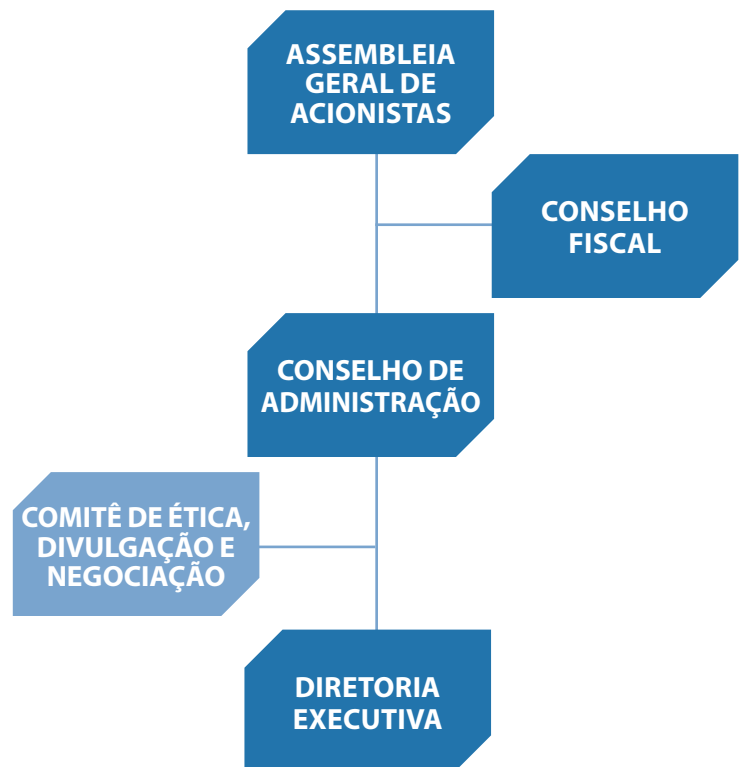 ASSEMBLEIA
GERAL DE
ACIONISTAS
CONSELHO
FISCAL
CONSELHO DE
ADMINISTRAÇÃO
COMITÊ DE ÉTICA,
DIVULGAÇÃO E
NEGOCIAÇÃO
DIRETORIA
EXECUTIVA